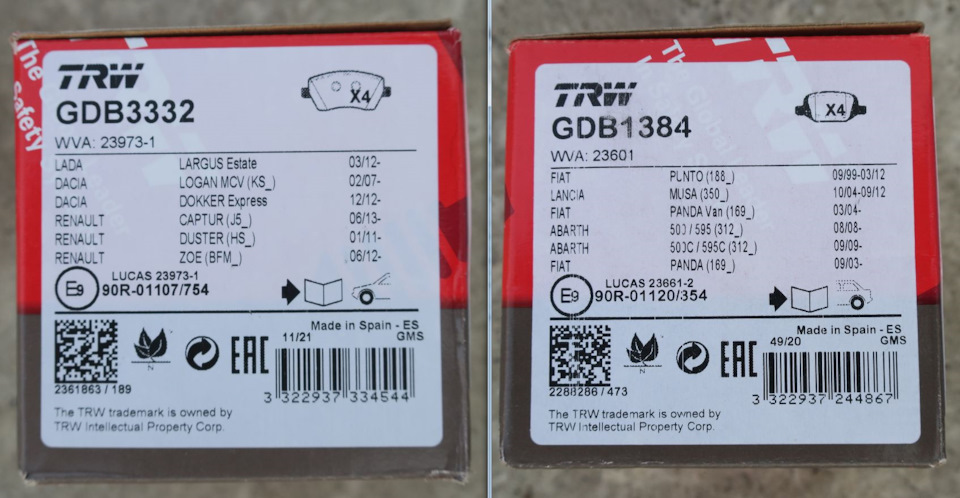 TRW
GDB3332
X4
WVA: 23973-1
LADA LARGUS Estate 03/12-
DACIA LOGAN MCV (KS_) 02/07-
DACIA DOKKER Express 12/12-
RENAULT CAPTUR (J5_) 06/13-
RENAULT DUSTER (HS_) 01/11-
RENAULT ZOE (BFM_) 06/12-
E9
LUCAS 23973-1
90R-01107/754
Made in Spain - ES
11/21 GMS
N
EAC
2361863 / 189
3 322937 334544
The TRW trademark is owned by
TRW Intellectual Property Corp.
TRW
GDB1384
X4
WVA: 23601
FIAT PUNTO (188_) 09/99-03/12
LANCIA MUSA (350_) 10/04-09/12
FIAT PANDA Van (169_) 03/04-
ABARTH 500 / 595 (312_) 08/08-
ABARTH 500C / 595C (312_) 09/09-
FIAT PANDA (169_) 09/03-
E9
LUCAS 23661-2
90R-01120/354
Made in Spain - ES
49/20 GMS
N
EAC
2288286 / 473
3 322937 244867
The TRW trademark is owned by
TRW Intellectual Property Corp.